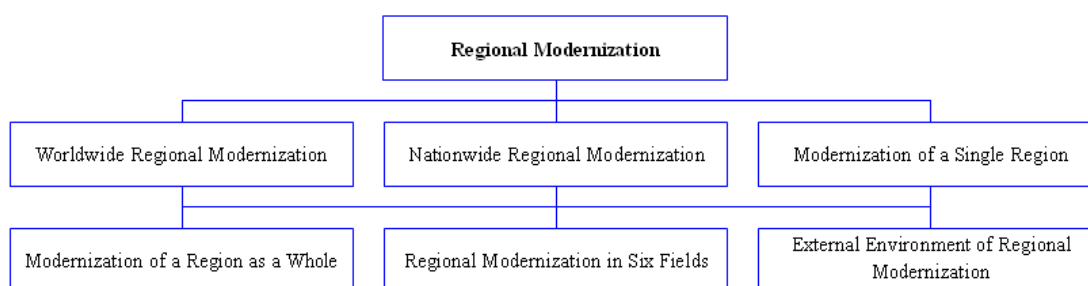 Regional Modernization
Worldwide Regional Modernization
Nationwide Regional Modernization
Modernization of a Single Region
Modernization of a Region as a Whole
Regional Modernization in Six Fields
External Environment of Regional
Modernization